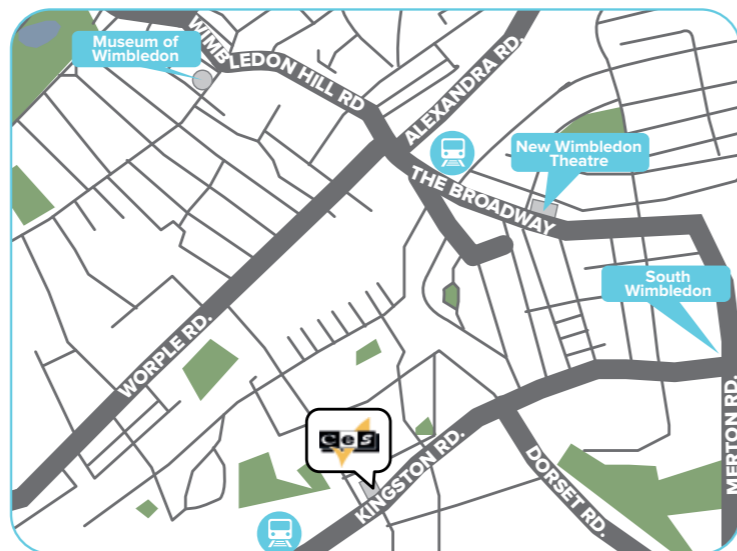 Museum of
Wimbledon
WIMBLEDON HILL RD
ALEXANDRA RD.
New Wimbledon
Theatre
THE BROADWAY
South
Wimbledon
WORPLE RD.
CeS
KINGSTON RD.
DORSET RD.
MERTON RD.